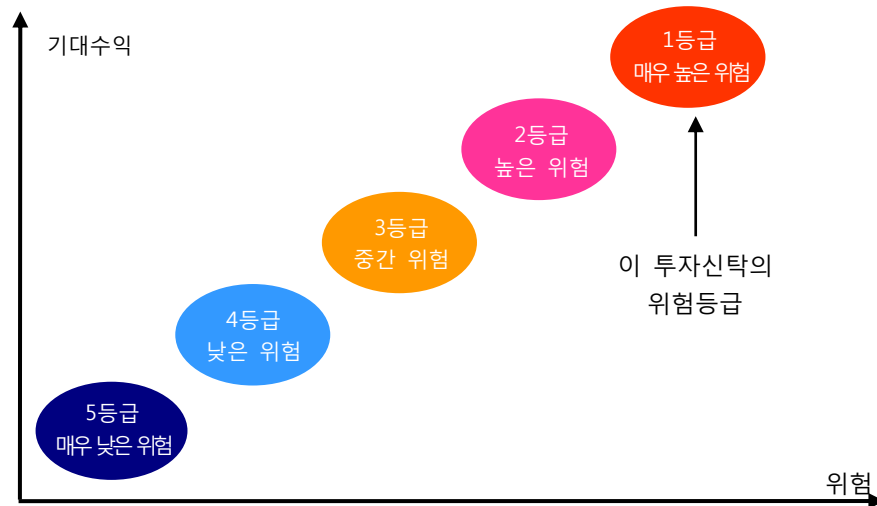 기대수익
1등급
매우 높은 위험
2등급
높은 위험
3등급
중간 위험
이 투자신탁의
위험등급
4등급
낮은 위험
5등급
매우 낮은 위험
위험